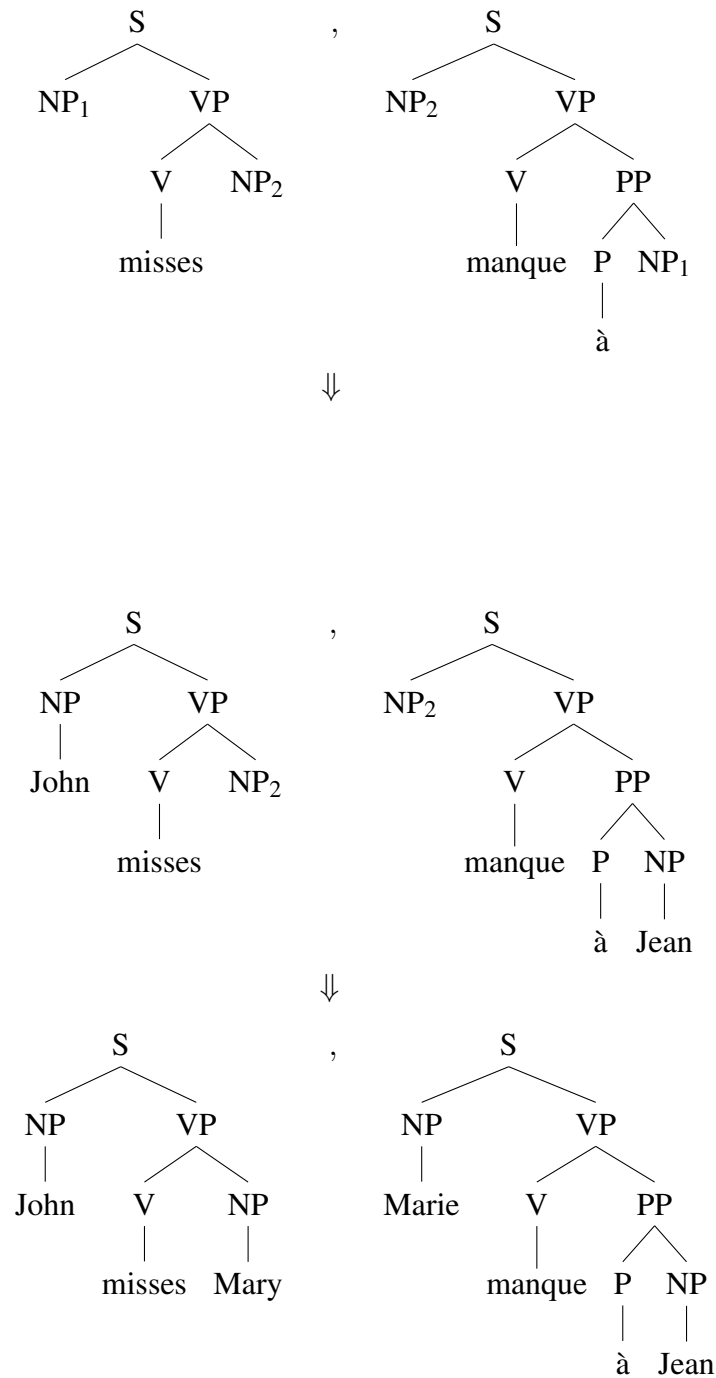 S , S
NP1 VP NP2 VP
V NP2 V PP
misses manque P NP1
à
⇓
S , S
NP VP NP2 VP
John V NP2 V PP
misses manque P NP
à Jean
⇓
S , S
NP VP NP VP
John V NP Marie V PP
misses Mary manque P NP
à Jean